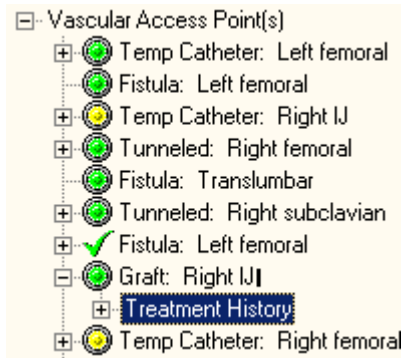 Vascular Access Point(s)
Temp Catheter: Left femoral
Fistula: Left femoral
Temp Catheter: Right IJ
Tunneled: Right femoral
Fistula: Translumbar
Tunneled: Right subclavian
Fistula: Left femoral
Graft: Right IJ
Treatment History
Temp Catheter: Right femoral